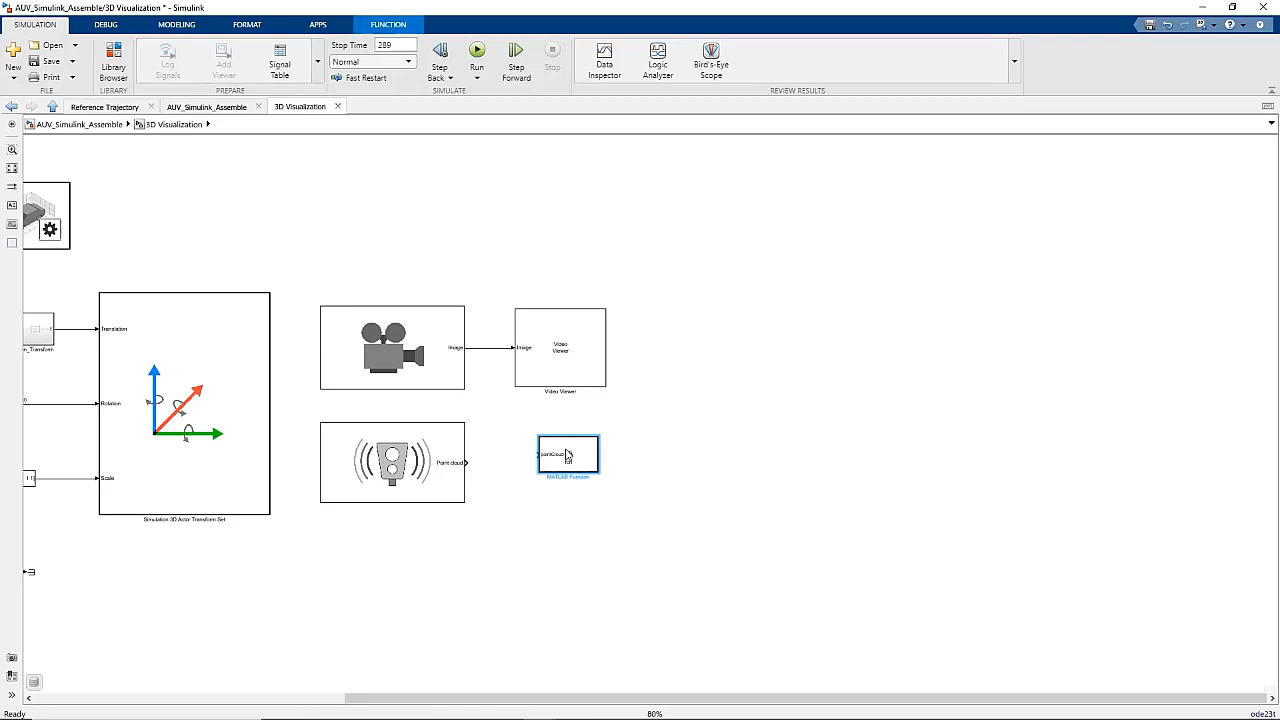 AUV_Simulink_Assemble/3D Visualization * - Simulink
SIMULATION DEBUG MODELING FORMAT APPS FUNCTION
New
Open
Save
Print
FILE
Library Browser
LIBRARY
Log Signals
Add Viewer
Signal Table
PREPARE
Stop Time 289
Normal
Fast Restart
Step Back
Run
Step Forward
Stop
SIMULATE
Data Inspector
Logic Analyzer
Bird's-Eye Scope
REVIEW RESULTS
Reference Trajectory AUV_Simulink_Assemble 3D Visualization
AUV_Simulink_Assemble 3D Visualization
Translation
Rotation
Scale
Simulation 3D Actor Transform Set
n_Transform
Image
Image
Video
Viewer
Video Viewer
Point cloud
pointCloud
MATLAB Function
Ready 80% ode23t